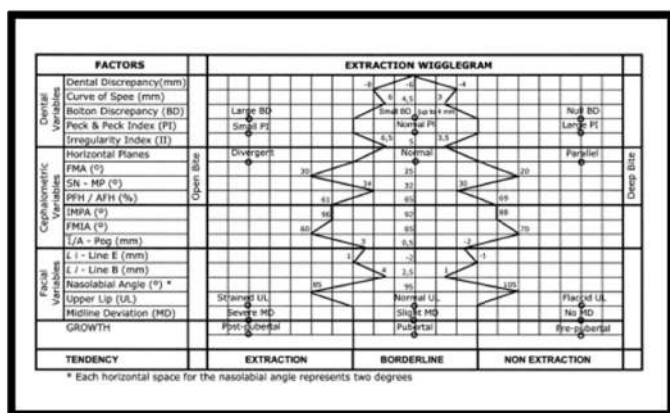 FACTORS EXTRACTION WIGGLEGRAM
Dental Variables
Dental Discrepancy(mm) -8 -6 -4
Curve of Spee (mm) 6 4,5 3
Bolton Discrepancy (BD) Large BD Small BD (up to 4 mm) Null BD
Peck & Peck Index (PI) Small PI Normal PI Large PI
Irregularity Index (II) 6,5 5 3,5
Cephalometric Variables
Open Bite
Deep Bite
Horizontal Planes Divergent Normal Parallel
FMA (º) 30 25 20
SN - MP (º) 34 32 30
PFH / AFH (%) 61 65 69
IMPA (º) 96 92 88
FMIA (º) 60 65 70
1/A - Pog (mm) 3 0,5 -2
Facial Variables
Li - Line E (mm) 1 -2
Li - Line B (mm) 4 2,5 1
Nasolabial Angle (º) * 85 95 105
Upper Lip (UL) Strained UL Normal UL Flaccid UL
Midline Deviation (MD) Severe MD Slight MD No MD
GROWTH Post-pubertal Pubertal Pre-pubertal
TENDENCY EXTRACTION BORDERLINE NON EXTRACTION
* Each horizontal space for the nasolabial angle represents two degrees